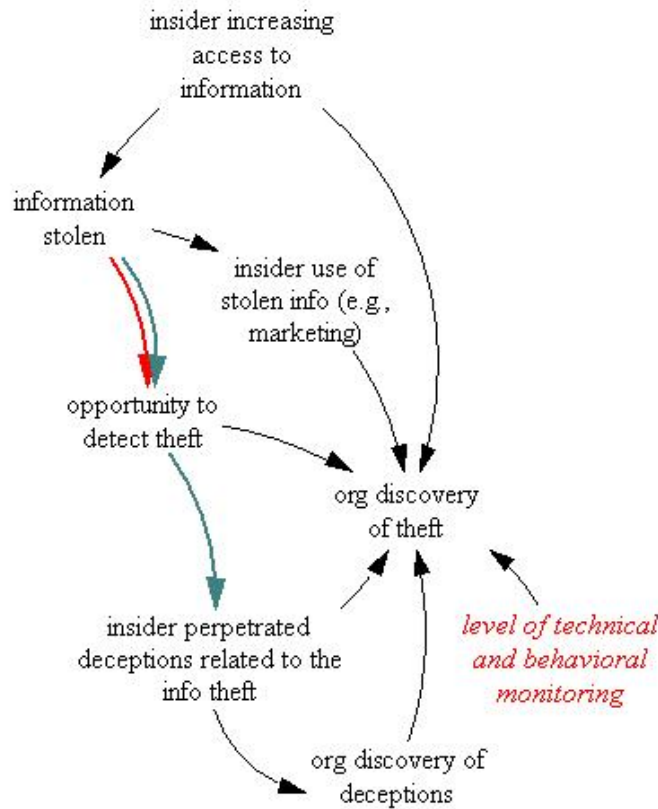 insider increasing
access to
information
information
stolen
insider use of
stolen info (e.g.,
marketing)
opportunity to
detect theft
org discovery
of theft
insider perpetrated
deceptions related to the
info theft
level of technical
and behavioral
monitoring
org discovery of
deceptions